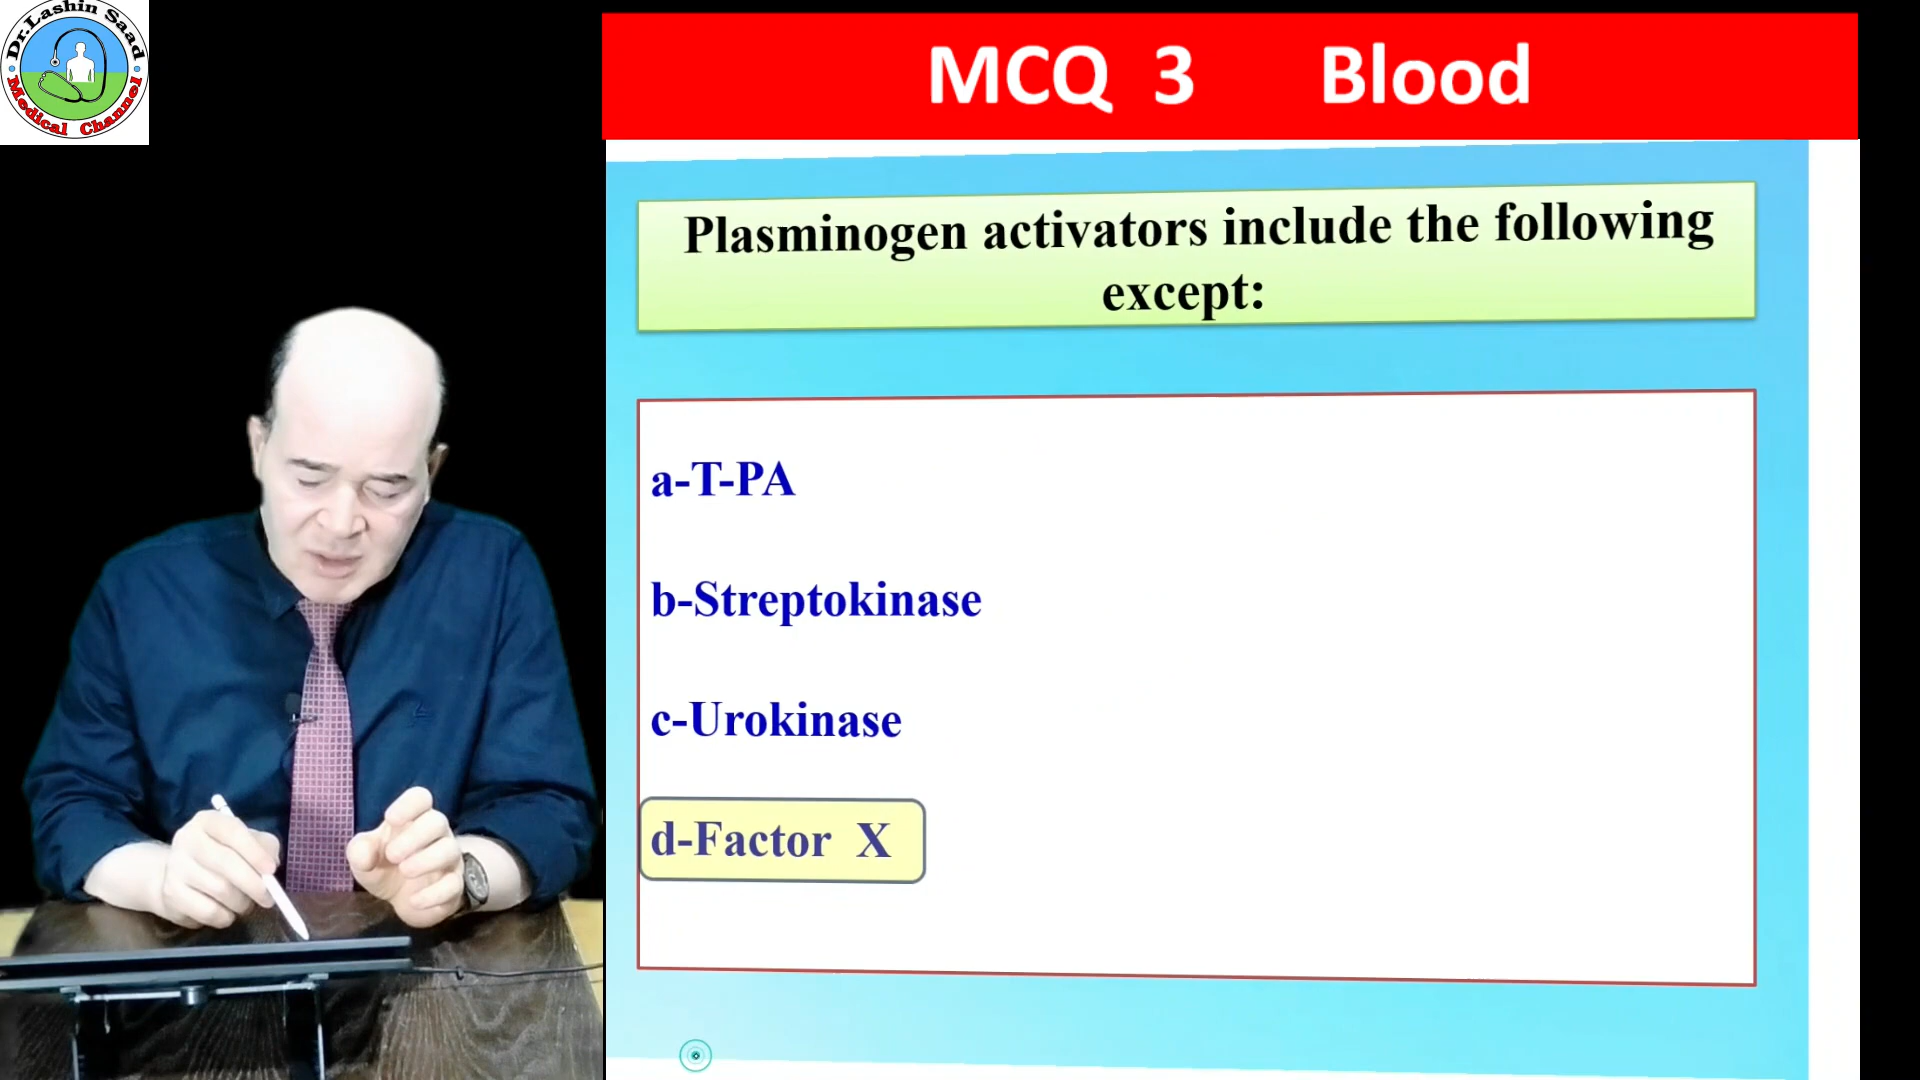 Dr.Lashin Saad
Medical Channel
MCQ 3 Blood
Plasminogen activators include the following
except:
a-T-PA
b-Streptokinase
c-Urokinase
d-Factor X